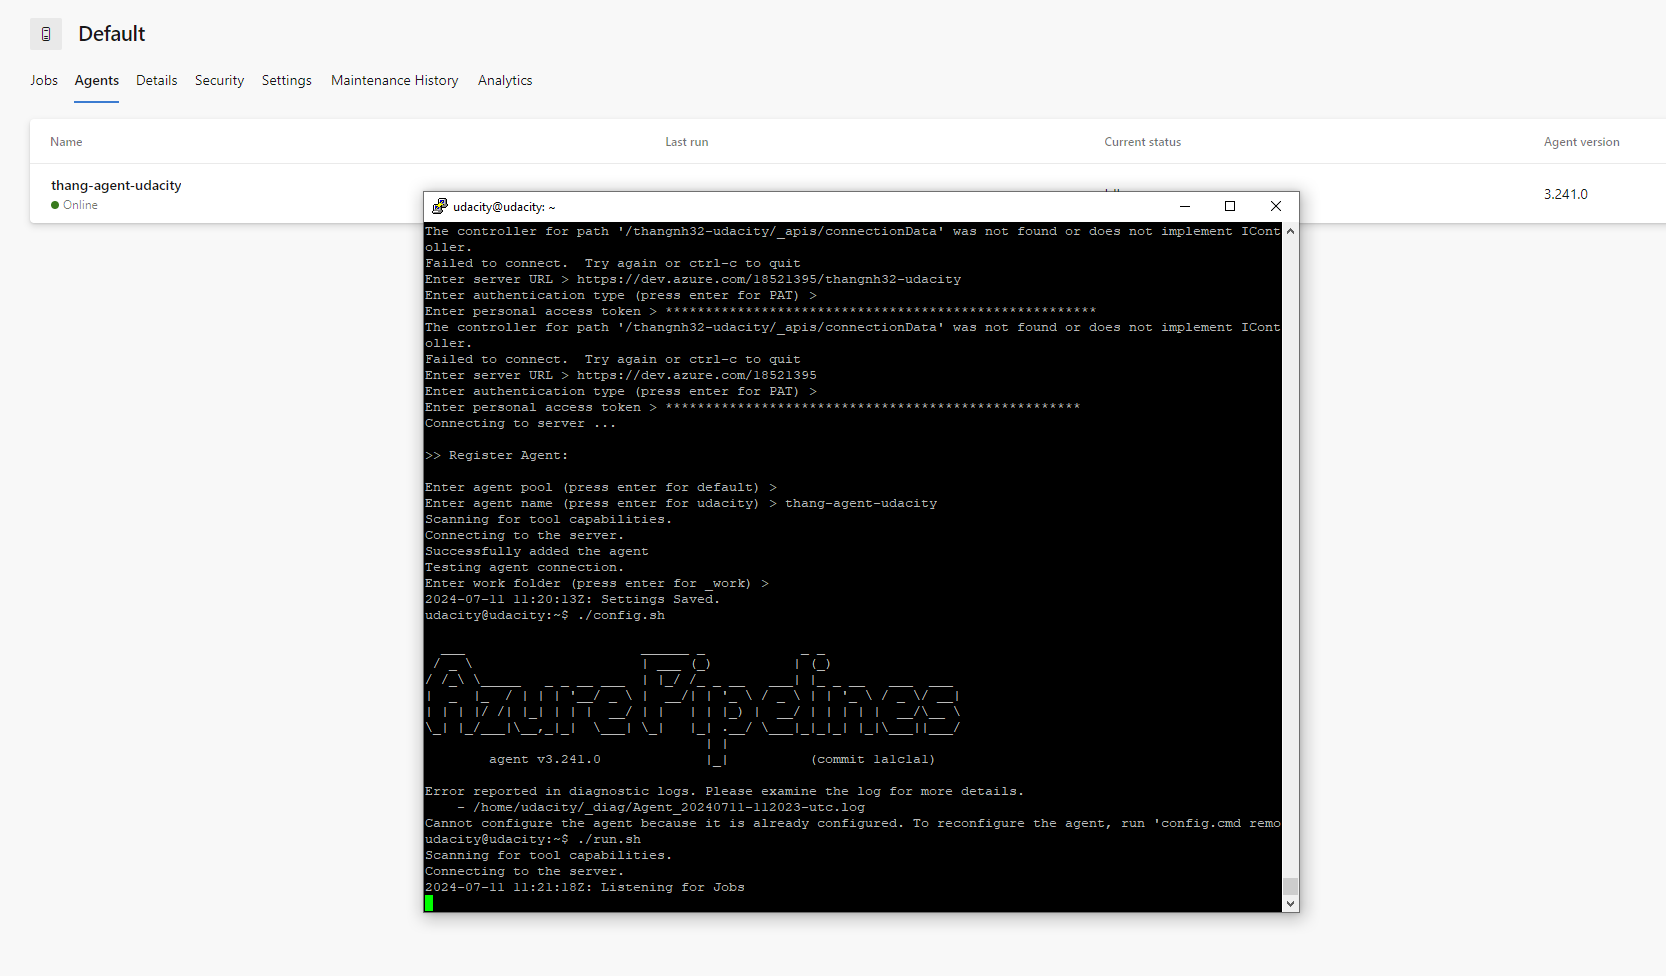 Default
Jobs Agents Details Security Settings Maintenance History Analytics
Name Last run Current status Agent version
thang-agent-udacity
Online
3.241.0
udacity@udacity: ~
The controller for path '/thangnh32-udacity/_apis/connectionData' was not found or does not implement ICont
oller.
Failed to connect.  Try again or ctrl-c to quit
Enter server URL > https://dev.azure.com/18521395/thangnh32-udacity
Enter authentication type (press enter for PAT) >
Enter personal access token > ******************************************************
The controller for path '/thangnh32-udacity/_apis/connectionData' was not found or does not implement ICont
oller.
Failed to connect.  Try again or ctrl-c to quit
Enter server URL > https://dev.azure.com/18521395
Enter authentication type (press enter for PAT) >
Enter personal access token > ****************************************************
Connecting to server ...
>> Register Agent:
Enter agent pool (press enter for default) >
Enter agent name (press enter for udacity) > thang-agent-udacity
Scanning for tool capabilities.
Connecting to the server.
Successfully added the agent
Testing agent connection.
Enter work folder (press enter for _work) >
2024-07-11 11:20:13Z: Settings Saved.
udacity@udacity:~$ ./config.sh
Azure Pipelines
agent v3.241.0 (commit 1a1c1a1)
Error reported in diagnostic logs. Please examine the log for more details.
- /home/udacity/_diag/Agent_20240711-112023-utc.log
Cannot configure the agent because it is already configured. To reconfigure the agent, run 'config.cmd remo
udacity@udacity:~$ ./run.sh
Scanning for tool capabilities.
Connecting to the server.
2024-07-11 11:21:18Z: Listening for Jobs